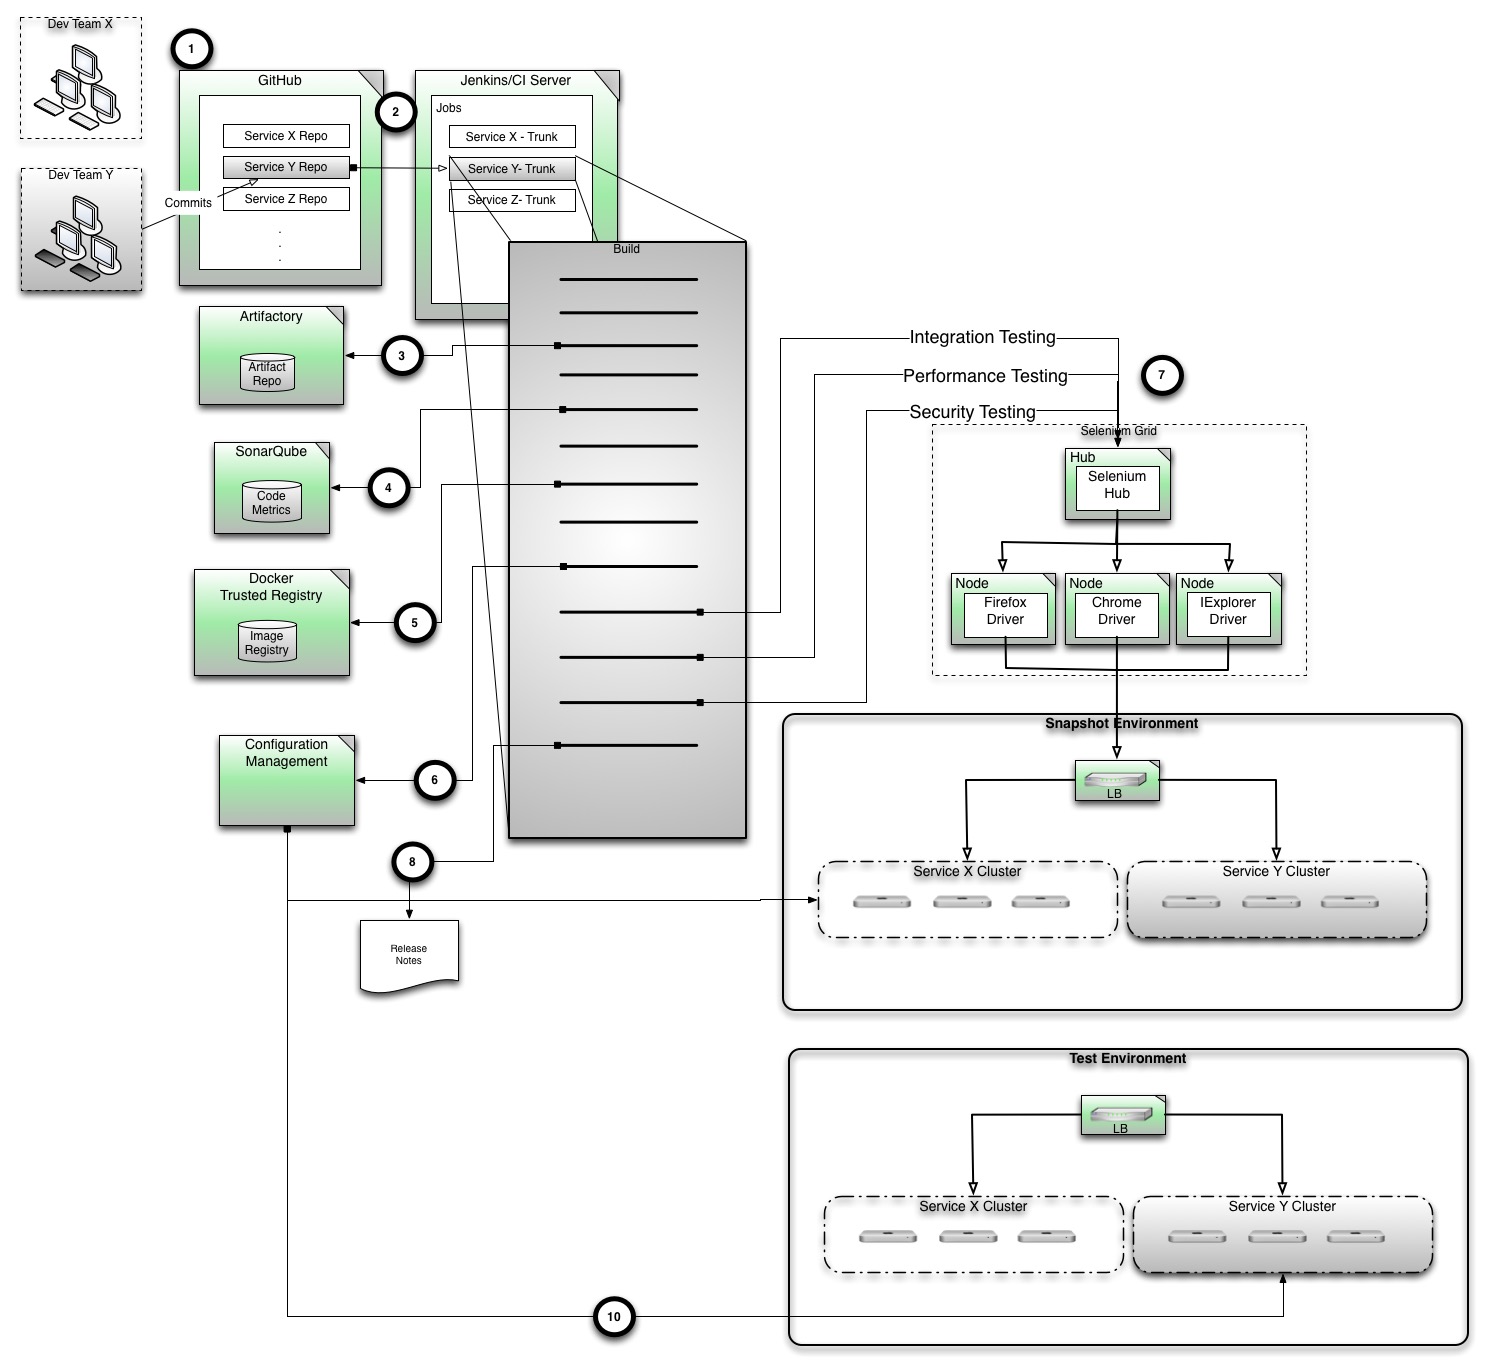 Dev Team X
1
GitHub
Jenkins/CI Server
2
Jobs
Service X Repo
Service X - Trunk
Service Y Repo
Service Y- Trunk
Dev Team Y
Commits
Service Z Repo
Service Z- Trunk
.
.
.
Build
Artifactory
Artifact
Repo
3
Integration Testing
Performance Testing
7
Security Testing
Selenium Grid
SonarQube
Code
Metrics
4
Hub
Selenium
Hub
Docker
Trusted Registry
Image
Registry
5
Node
Firefox
Driver
Node
Chrome
Driver
Node
IExplorer
Driver
Snapshot Environment
Configuration
Management
6
LB
8
Service X Cluster
Service Y Cluster
Release
Notes
Test Environment
LB
Service X Cluster
Service Y Cluster
10